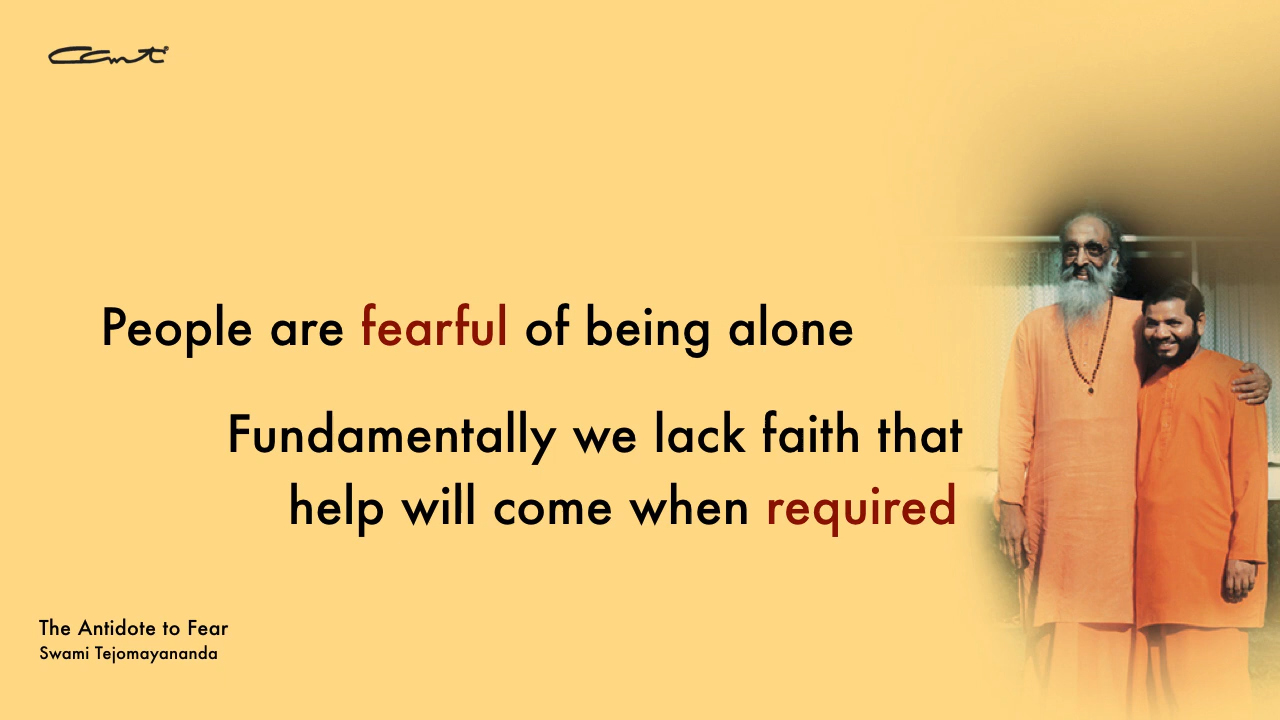 People are fearful of being alone
Fundamentally we lack faith that
help will come when required
The Antidote to Fear
Swami Tejomayananda